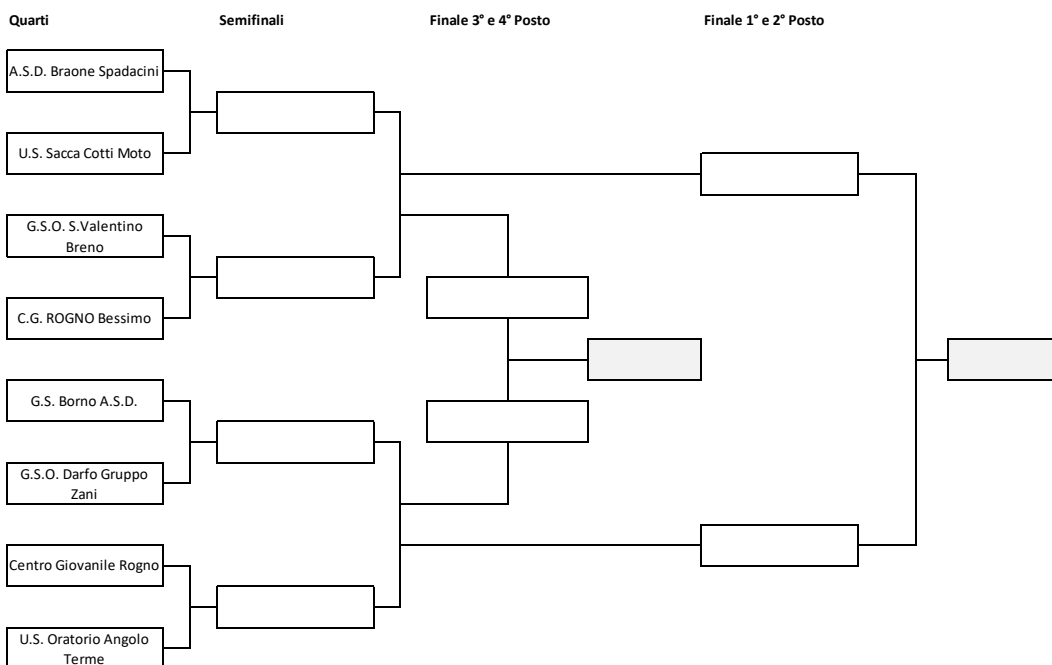 Quarti Semifinali Finale 3° e 4° Posto Finale 1° e 2° Posto
A.S.D. Braone Spadacini
U.S. Sacca Cotti Moto
G.S.O. S.Valentino
Breno
C.G. ROGNO Bessimo
G.S. Borno A.S.D.
G.S.O. Darfo Gruppo
Zani
Centro Giovanile Rogno
U.S. Oratorio Angolo
Terme